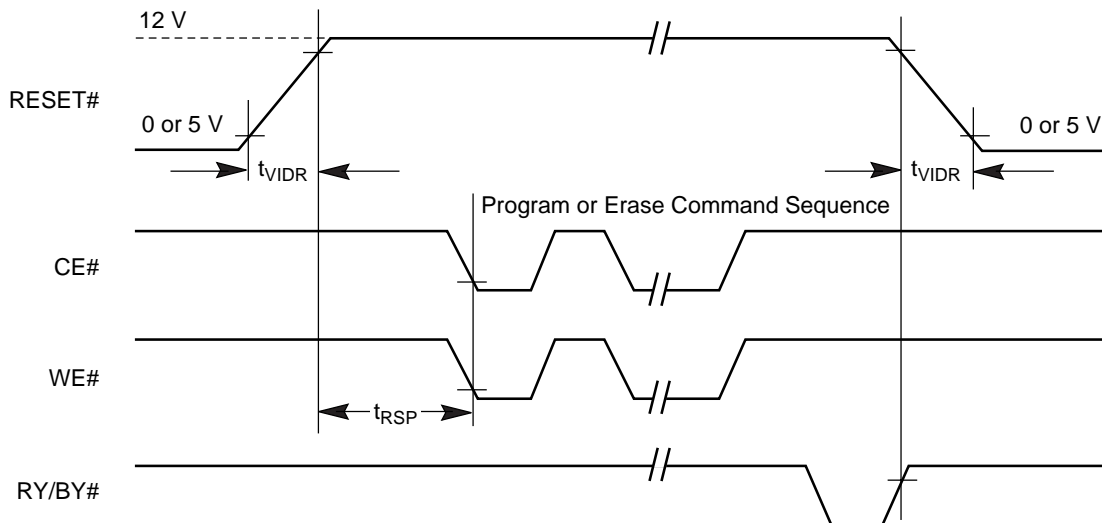 12 V
RESET#
0 or 5 V
0 or 5 V
tVIDR
tVIDR
Program or Erase Command Sequence
CE#
WE#
tRSP
RY/BY#